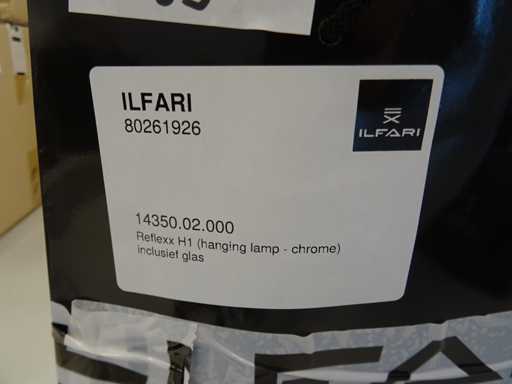 ILFARI
80261926
ILFARI
14350.02.000
Reflexx H1 (hanging lamp - chrome)
inclusief glas